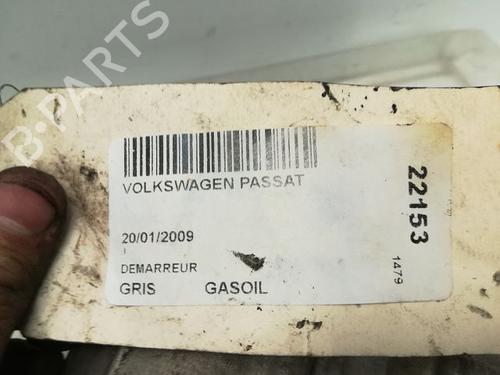 B-PARTS
VOLKSWAGEN PASSAT
20/01/2009
DEMARREUR
GRIS GASOIL
22153
1479